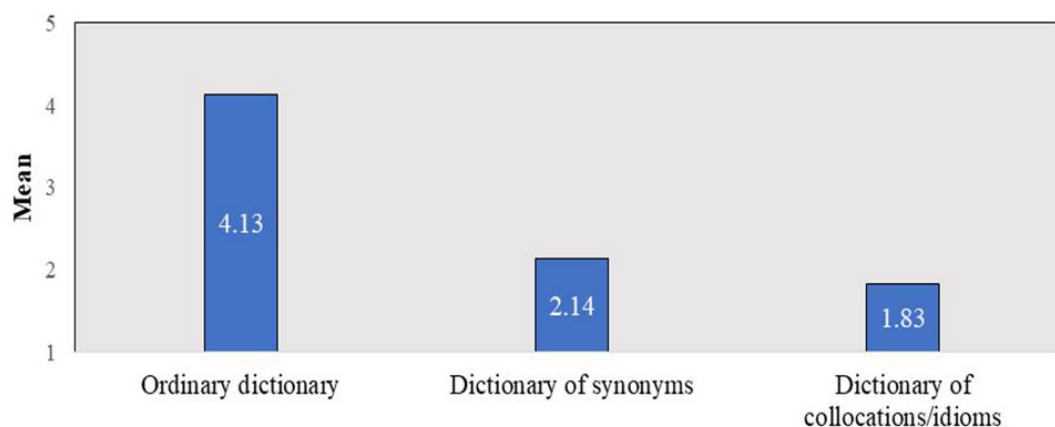 5
4
3
2
1
Mean
4.13
2.14
1.83
Ordinary dictionary
Dictionary of synonyms
Dictionary of
collocations/idioms